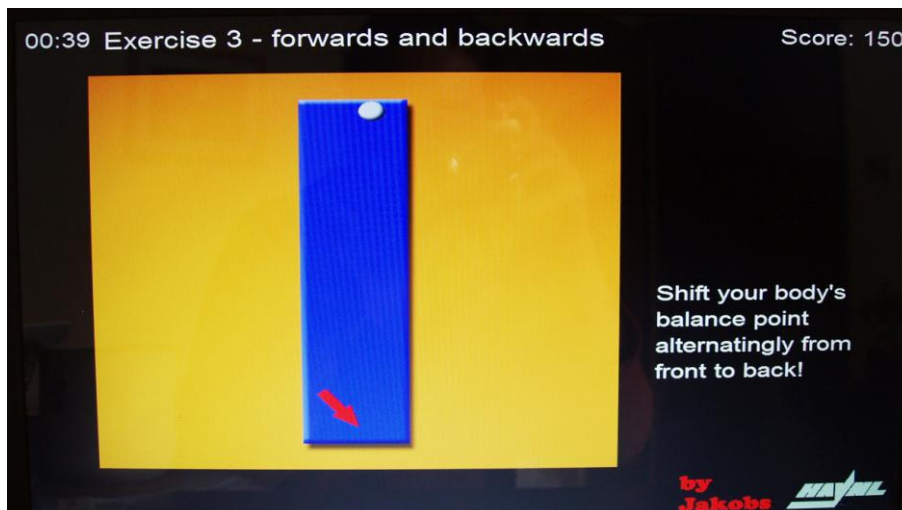 00:39 Exercise 3 - forwards and backwards
Score: 150
Shift your body's
balance point
alternatingly from
front to back!
by
Jakobs